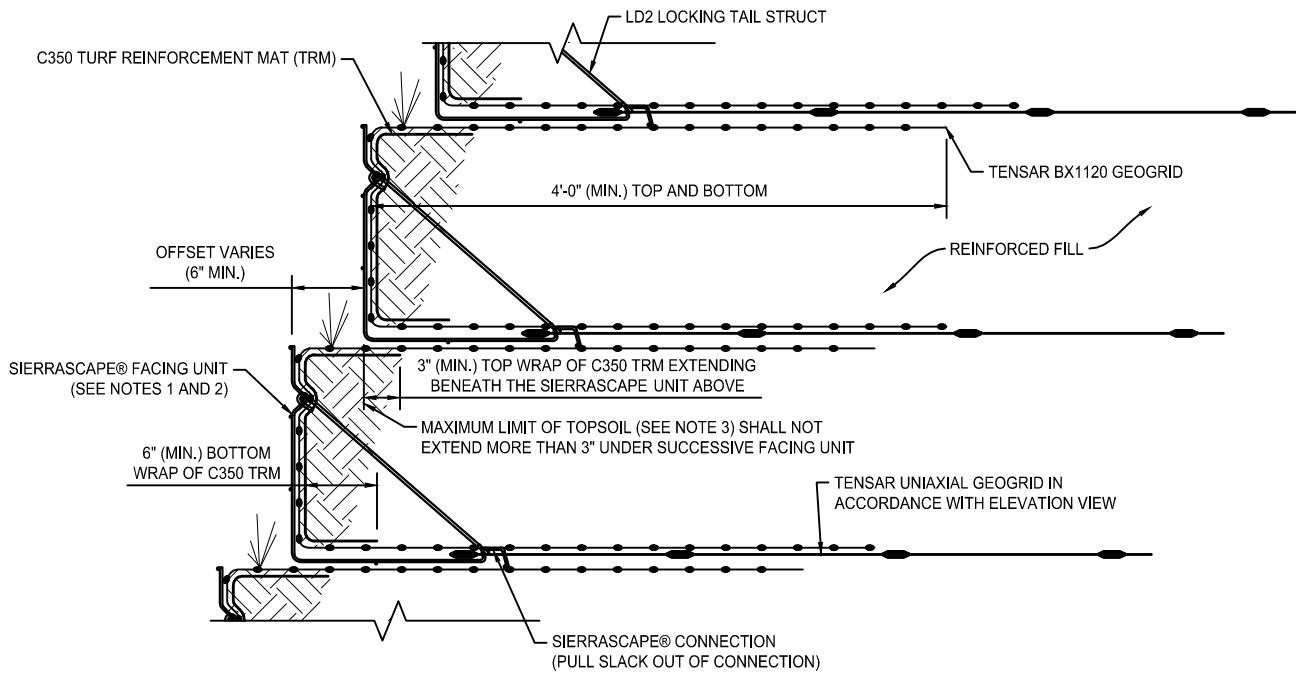 LD2 LOCKING TAIL STRUCT
C350 TURF REINFORCEMENT MAT (TRM)
TENSAR BX1120 GEOGRID
4'-0" (MIN.) TOP AND BOTTOM
OFFSET VARIES
(6" MIN.)
REINFORCED FILL
SIERRASCAPE® FACING UNIT
(SEE NOTES 1 AND 2)
3" (MIN.) TOP WRAP OF C350 TRM EXTENDING
BENEATH THE SIERRASCAPE UNIT ABOVE
MAXIMUM LIMIT OF TOPSOIL (SEE NOTE 3) SHALL NOT
EXTEND MORE THAN 3" UNDER SUCCESSIVE FACING UNIT
6" (MIN.) BOTTOM
WRAP OF C350 TRM
TENSAR UNIAXIAL GEOGRID IN
ACCORDANCE WITH ELEVATION VIEW
SIERRASCAPE® CONNECTION
(PULL SLACK OUT OF CONNECTION)